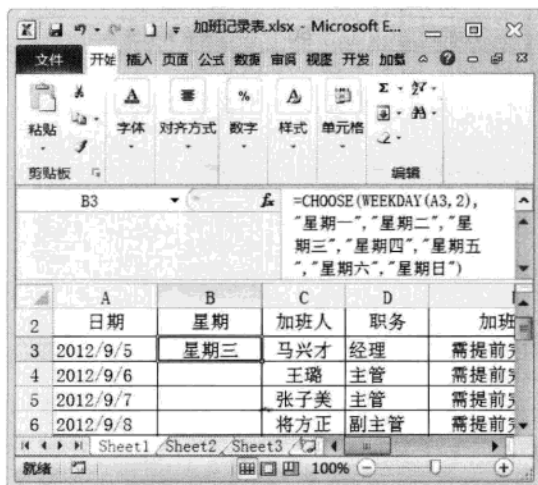 加班记录表.xlsx - Microsoft E...
文件 开始 插入 页面 公式 数据 审阅 视图 开发 加载
粘贴 字体 对齐方式 数字 样式 单元格
剪贴板 编辑
B3 fx =CHOOSE(WEEKDAY(A3,2),
"星期一","星期二","星
期三","星期四","星期五
","星期六","星期日")
A B C D
2 日期 星期 加班人 职务 加班
3 2012/9/5 星期三 马兴才 经理 需提前
4 2012/9/6 王璐 主管 需提前
5 2012/9/7 张子美 主管 需提前
6 2012/9/8 将方正 副主管 需提前
Sheet1 Sheet2 Sheet3
就绪 100%